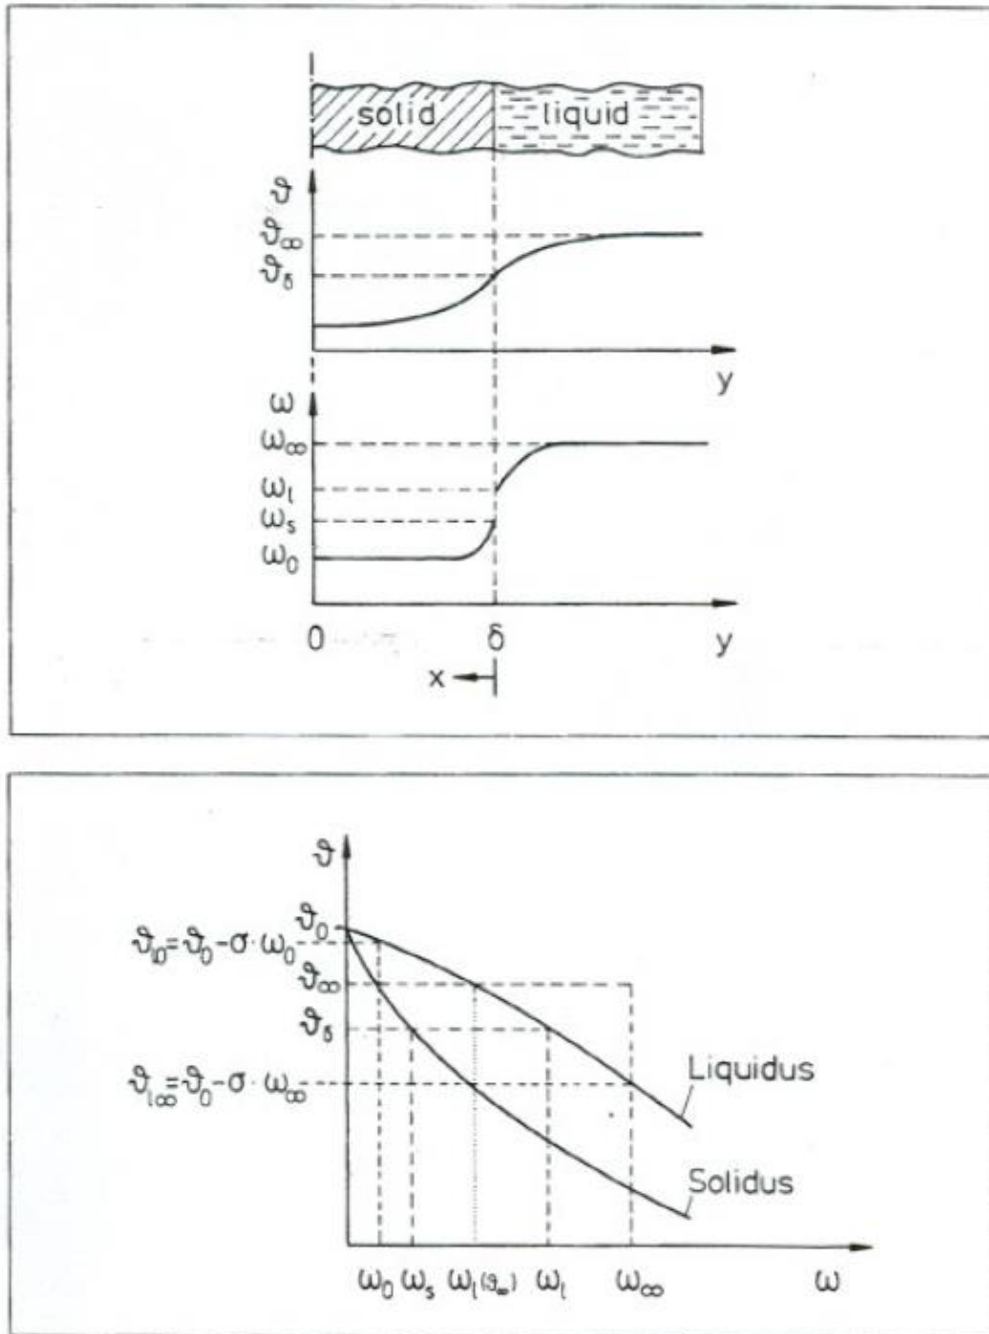 solid liquid
ϑ
ϑ∞
ϑδ
y
ω
ω∞
ωl
ωs
ω0
0 δ y
x
ϑ
ϑ0
ϑl0=ϑ0-σ·ω0
ϑ∞
ϑδ
ϑl∞=ϑ0-σ·ω∞
Liquidus
Solidus
ω0 ωs ωl(ϑ∞) ωl ω∞ ω